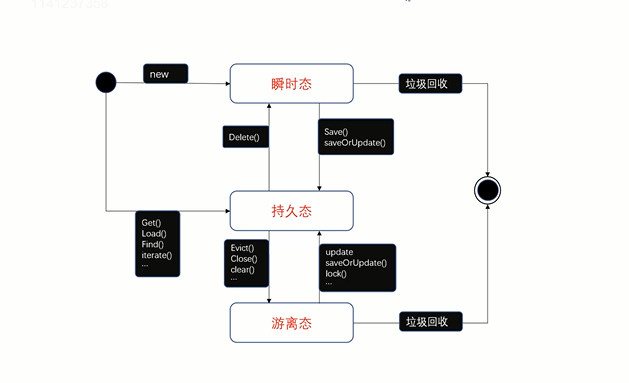 new
瞬时态
垃圾回收
Delete()
Save()
saveOrUpdate()
持久态
Get()
Load()
Find()
iterate()
...
Evict()
Close()
clear()
...
update
saveOrUpdate()
lock()
...
游离态
垃圾回收